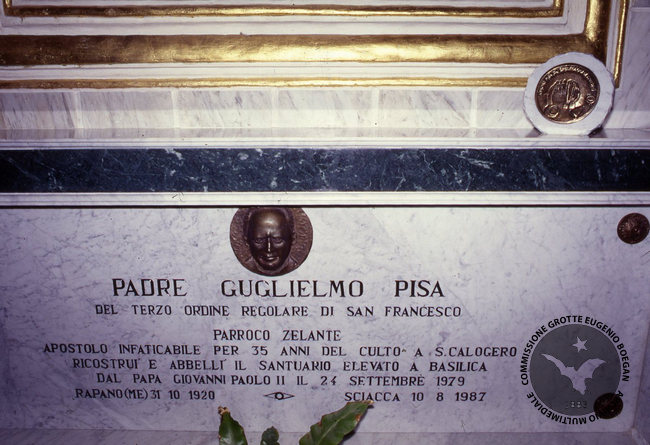 PADRE GUGLIELMO PISA
DEL TERZO ORDINE REGOLARE DI SAN FRANCESCO
PARROCO ZELANTE
APOSTOLO INFATICABILE PER 35 ANNI DEL CULTO A S. CALOGERO
RICOSTRUÌ E ABBELLÌ IL SANTUARIO ELEVATO A BASILICA
DAL PAPA GIOVANNI PAOLO II IL 24 SETTEMBRE 1979
RAPANO (ME) 31 10 1920 SCIACCA 10 8 1987
COMMISSIONE GROTTE EUGENIO BOEGAN